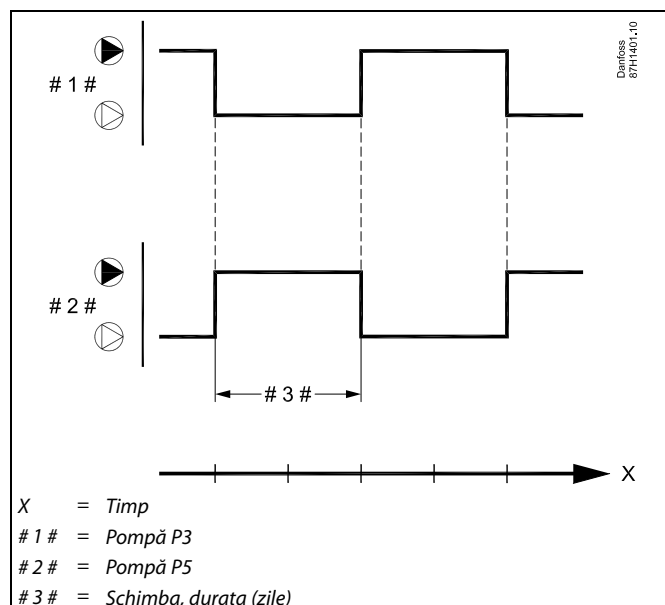 Danfoss
87H1401.10
# 1 #
# 2 #
# 3 #
X
X = Timp
# 1 # = Pompă P3
# 2 # = Pompă P5
# 3 # = Schimba, durata (zile)